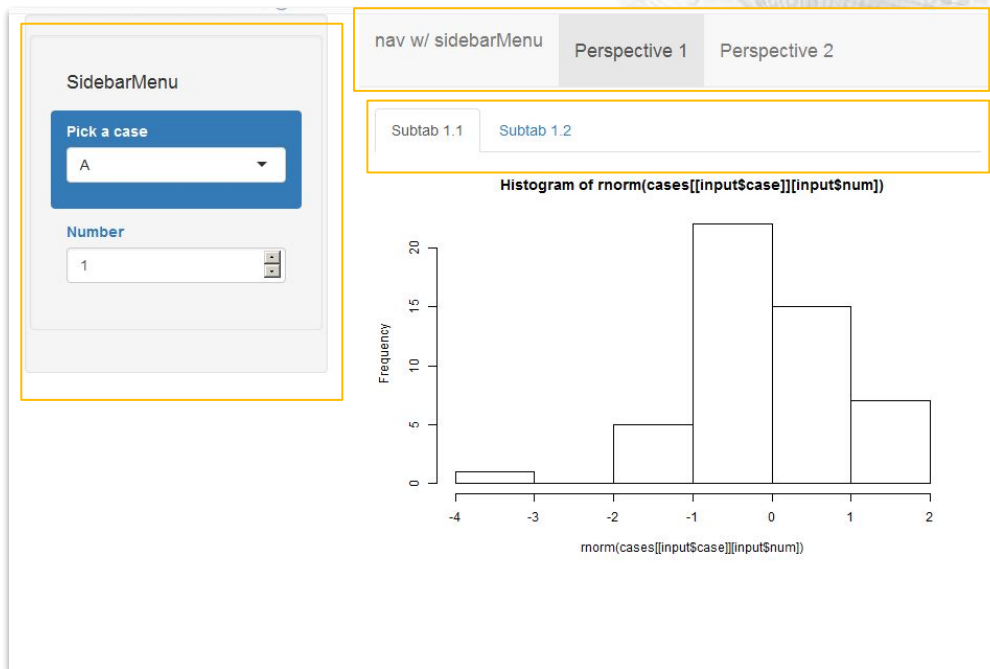 SidebarMenu
Pick a case
A
Number
1
nav w/ sidebarMenu
Perspective 1
Perspective 2
Subtab 1.1
Subtab 1.2
Histogram of rnorm(cases[[input$case]][input$num])
Frequency
20
15
10
5
0
-4 -3 -2 -1 0 1 2
rnorm(cases[[input$case]][input$num])